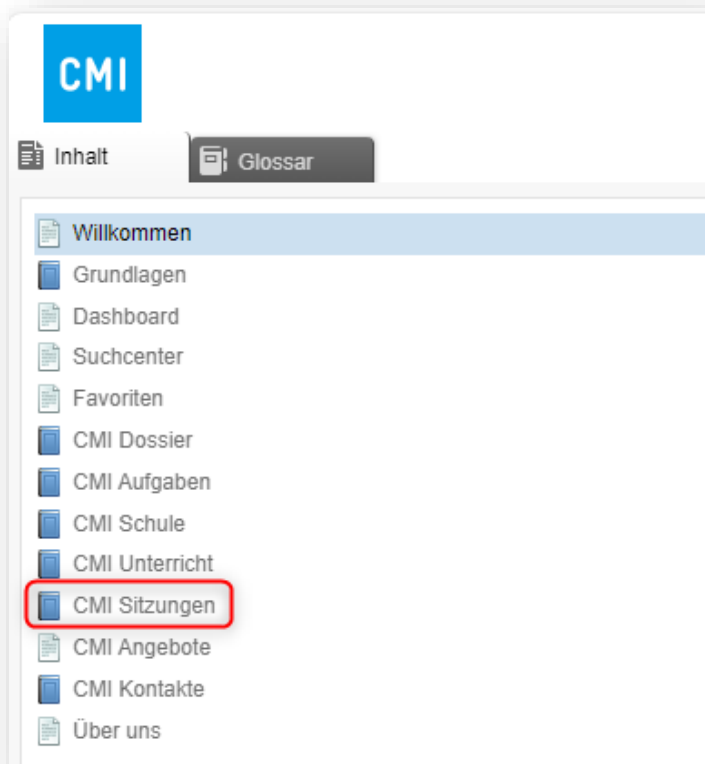 CMI
Inhalt
Glossar
Willkommen
Grundlagen
Dashboard
Suchcenter
Favoriten
CMI Dossier
CMI Aufgaben
CMI Schule
CMI Unterricht
CMI Sitzungen
CMI Angebote
CMI Kontakte
Über uns